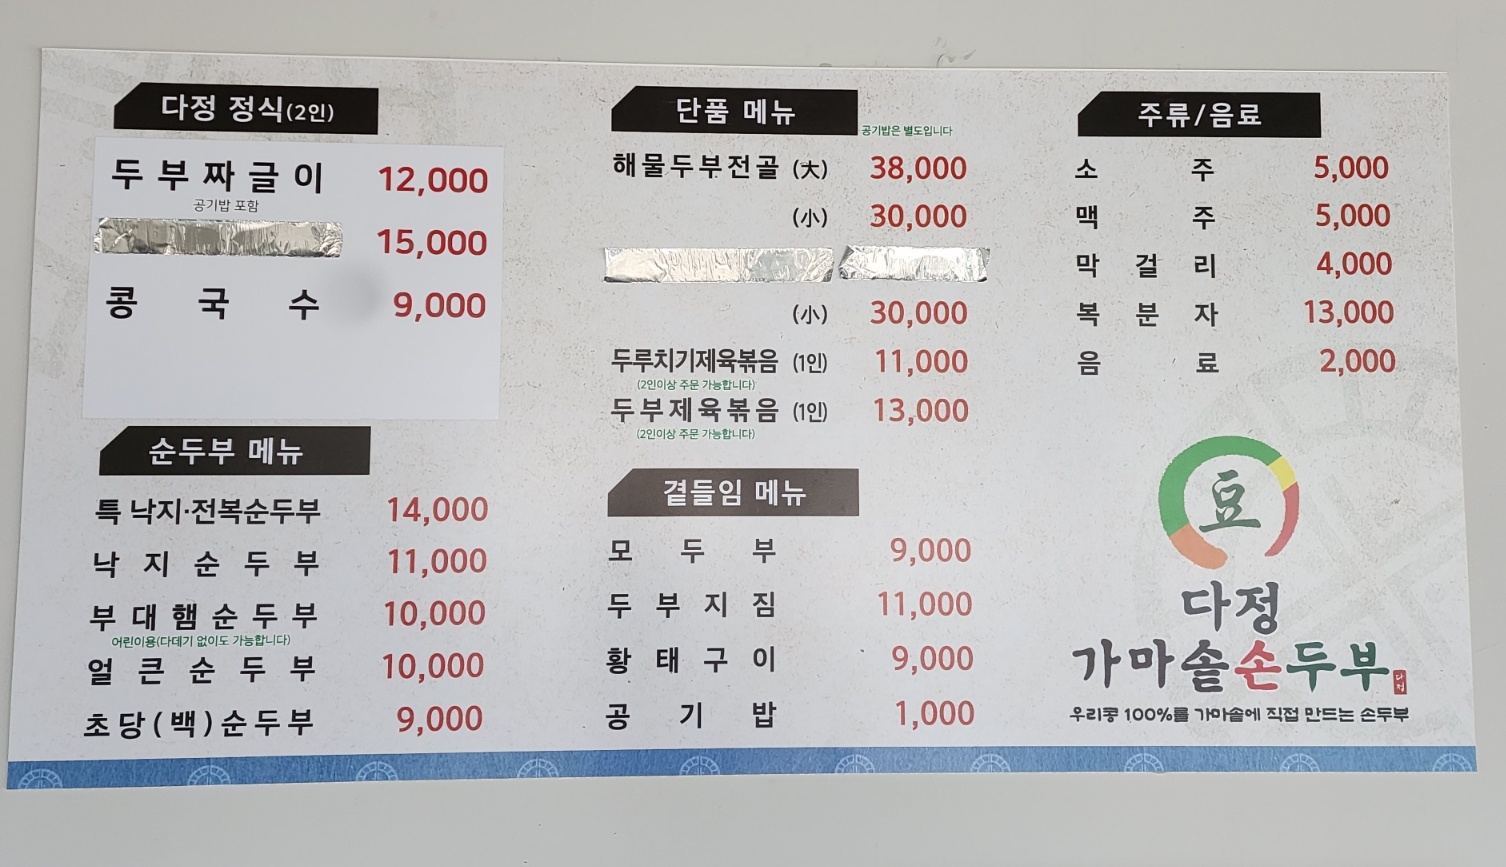 다정 정식(2인)
두부짜글이 12,000
공기밥 포함
15,000
콩국수 9,000
순두부 메뉴
특 낙지·전복순두부 14,000
낙지순두부 11,000
부대햄순두부 10,000
어린이용(다데기 없이도 가능합니다)
얼큰순두부 10,000
초당(백)순두부 9,000
단품 메뉴
공기밥은 별도입니다
해물두부전골 (大) 38,000
(小) 30,000
(小) 30,000
두루치기제육볶음 (1인) 11,000
(2인이상 주문 가능합니다)
두부제육볶음 (1인) 13,000
(2인이상 주문 가능합니다)
곁들임 메뉴
모두부 9,000
두부지짐 11,000
황태구이 9,000
공기밥 1,000
주류/음료
소주 5,000
맥주 5,000
막걸리 4,000
복분자 13,000
음료 2,000
豆
다정
가마솥손두부
다정
우리콩 100%를 가마솥에 직접 만드는 손두부